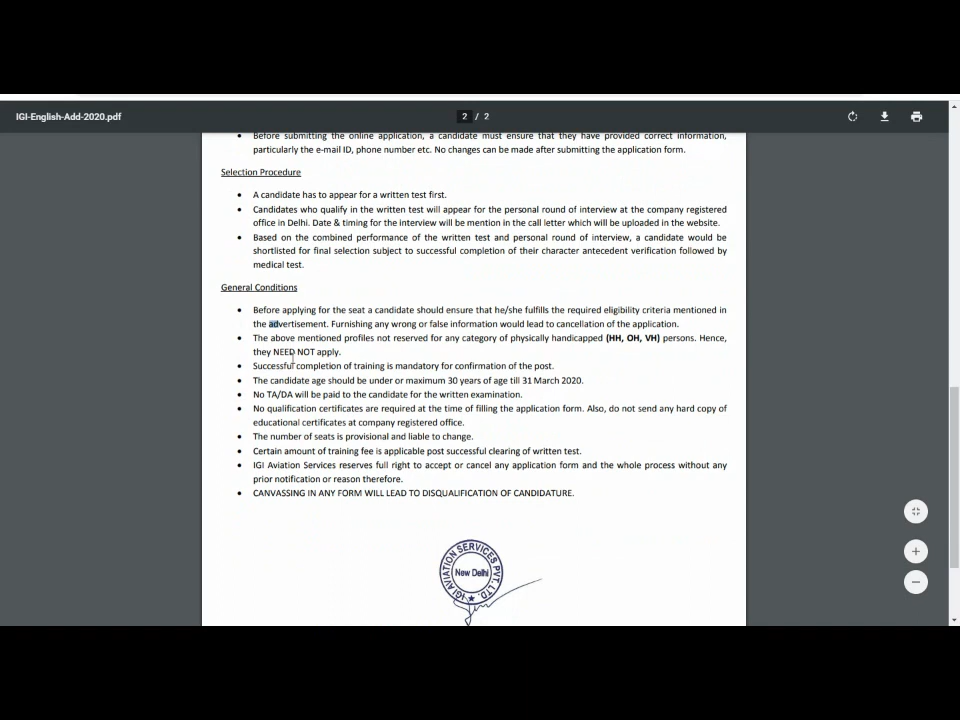 IGI-English-Add-2020.pdf
2 / 2
Before submitting the online application, a candidate must ensure that they have provided correct information,
particularly the e-mail ID, phone number etc. No changes can be made after submitting the application form.
Selection Procedure
• A candidate has to appear for a written test first.
• Candidates who qualify in the written test will appear for the personal round of interview at the company registered
office in Delhi. Date & timing for the interview will be mention in the call letter which will be uploaded in the website.
• Based on the combined performance of the written test and personal round of interview, a candidate would be
shortlisted for final selection subject to successful completion of their character antecedent verification followed by
medical test.
General Conditions
• Before applying for the seat a candidate should ensure that he/she fulfills the required eligibility criteria mentioned in
the advertisement. Furnishing any wrong or false information would lead to cancellation of the application.
• The above mentioned profiles not reserved for any category of physically handicapped (HH, OH, VH) persons. Hence,
they NEED NOT apply.
• Successful completion of training is mandatory for confirmation of the post.
• The candidate age should be under or maximum 30 years of age till 31 March 2020.
• No TA/DA will be paid to the candidate for the written examination.
• No qualification certificates are required at the time of filling the application form. Also, do not send any hard copy of
educational certificates at company registered office.
• The number of seats is provisional and liable to change.
• Certain amount of training fee is applicable post successful clearing of written test.
• IGI Aviation Services reserves full right to accept or cancel any application form and the whole process without any
prior notification or reason therefore.
• CANVASSING IN ANY FORM WILL LEAD TO DISQUALIFICATION OF CANDIDATURE.
IGI AVIATION SERVICES PVT. LTD.
New Delhi